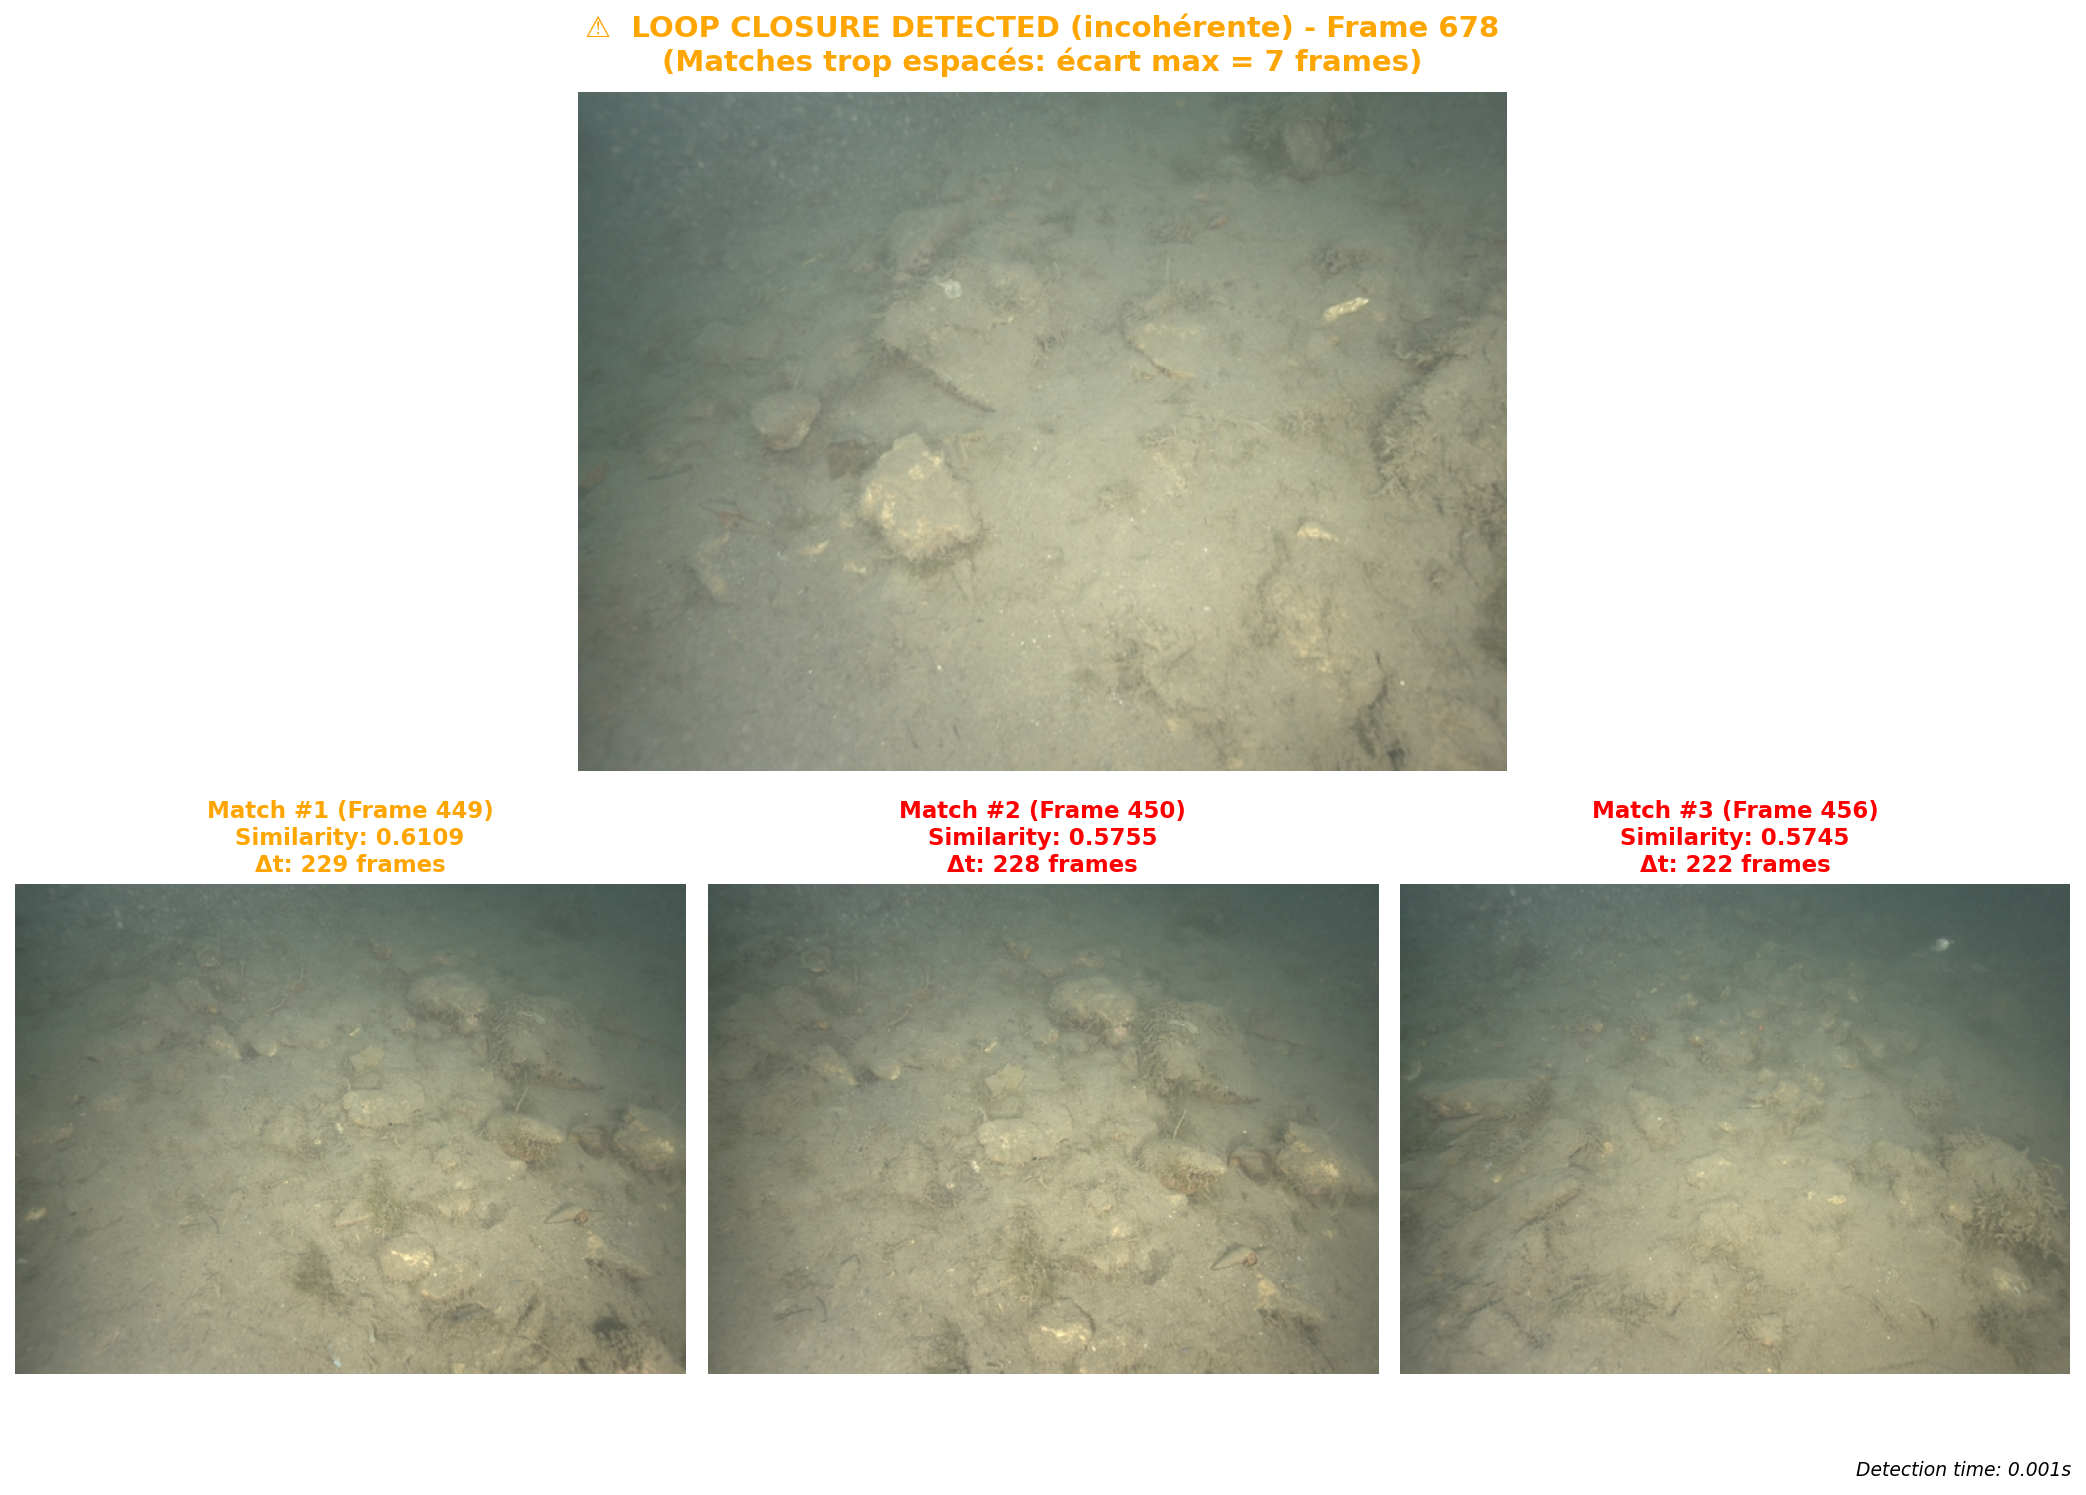 ⚠ LOOP CLOSURE DETECTED (incohérente) - Frame 678
(Matches trop espacés: écart max = 7 frames)
Match #1 (Frame 449)
Similarity: 0.6109
Δt: 229 frames
Match #2 (Frame 450)
Similarity: 0.5755
Δt: 228 frames
Match #3 (Frame 456)
Similarity: 0.5745
Δt: 222 frames
Detection time: 0.001s